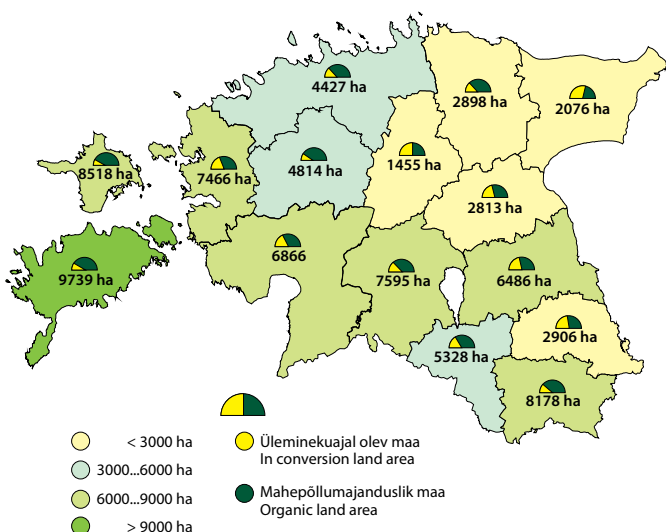 4427 ha
2898 ha
2076 ha
8518 ha
7466 ha
4814 ha
1455 ha
2813 ha
9739 ha
6866
7595 ha
6486 ha
5328 ha
2906 ha
8178 ha
< 3000 ha
3000...6000 ha
6000...9000 ha
> 9000 ha
Üleminekuajal olev maa
In conversion land area
Mahepõllumajanduslik maa
Organic land area